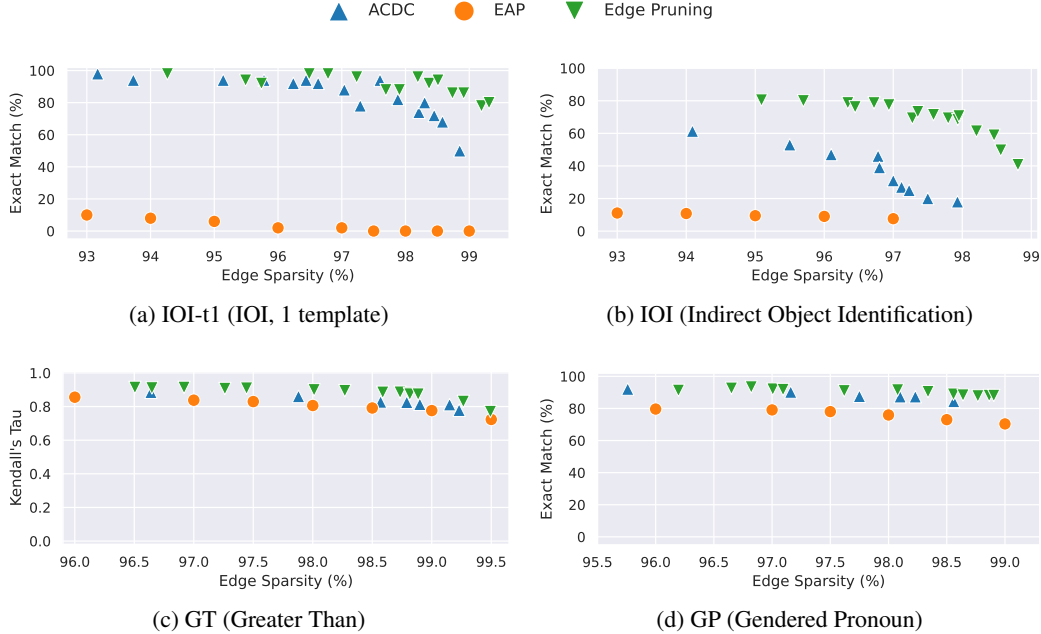 ACDC EAP Edge Pruning
100
80
60
40
20
0
Exact Match (%)
93 94 95 96 97 98 99
Edge Sparsity (%)
(a) IOI-t1 (IOI, 1 template)
100
80
60
40
20
0
Exact Match (%)
93 94 95 96 97 98 99
Edge Sparsity (%)
(b) IOI (Indirect Object Identification)
1.0
0.8
0.6
0.4
0.2
0.0
Kendall's Tau
96.0 96.5 97.0 97.5 98.0 98.5 99.0 99.5
Edge Sparsity (%)
(c) GT (Greater Than)
100
80
60
40
20
0
Exact Match (%)
95.5 96.0 96.5 97.0 97.5 98.0 98.5 99.0
Edge Sparsity (%)
(d) GP (Gendered Pronoun)